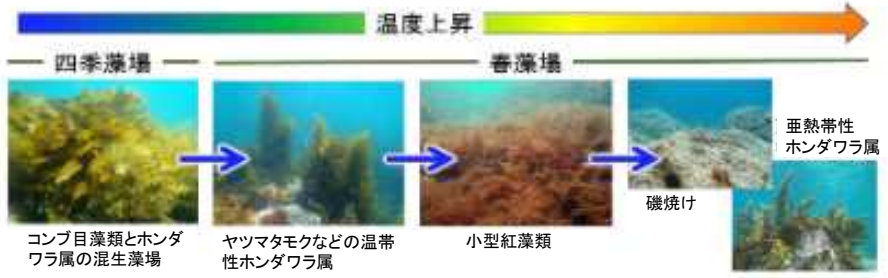 温度上昇
四季藻場
春藻場
亜熱帯性
ホンダワラ属
磯焼け
コンブ目藻類とホンダ
ワラ属の混生藻場
ヤツマタモクなどの温帯
性ホンダワラ属
小型紅藻類